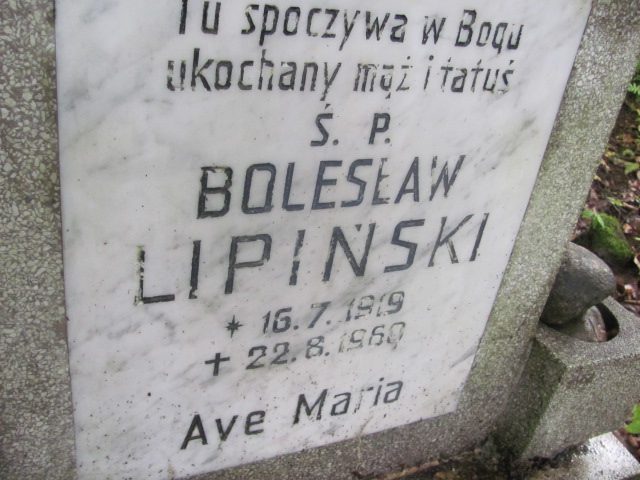 Tu spoczywa w Bogu
ukochany mąż i tatuś
Ś. P.
BOLESŁAW
LIPIŃSKI
* 16.7.1919
+ 22.8.1960
Ave Maria